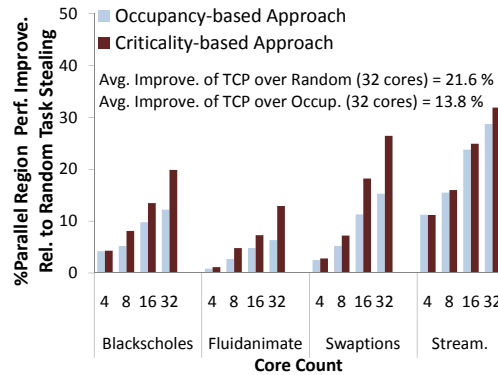 %Parallel Region Perf. Improve.
Rel. to Random Task Stealing
50
40
30
20
10
0
Occupancy-based Approach
Criticality-based Approach
Avg. Improve. of TCP over Random (32 cores) = 21.6 %
Avg. Improve. of TCP over Occup. (32 cores) = 13.8 %
4 8 16 32 4 8 16 32 4 8 16 32 4 8 16 32
Blackscholes Fluidanimate Swaptions Stream.
Core Count